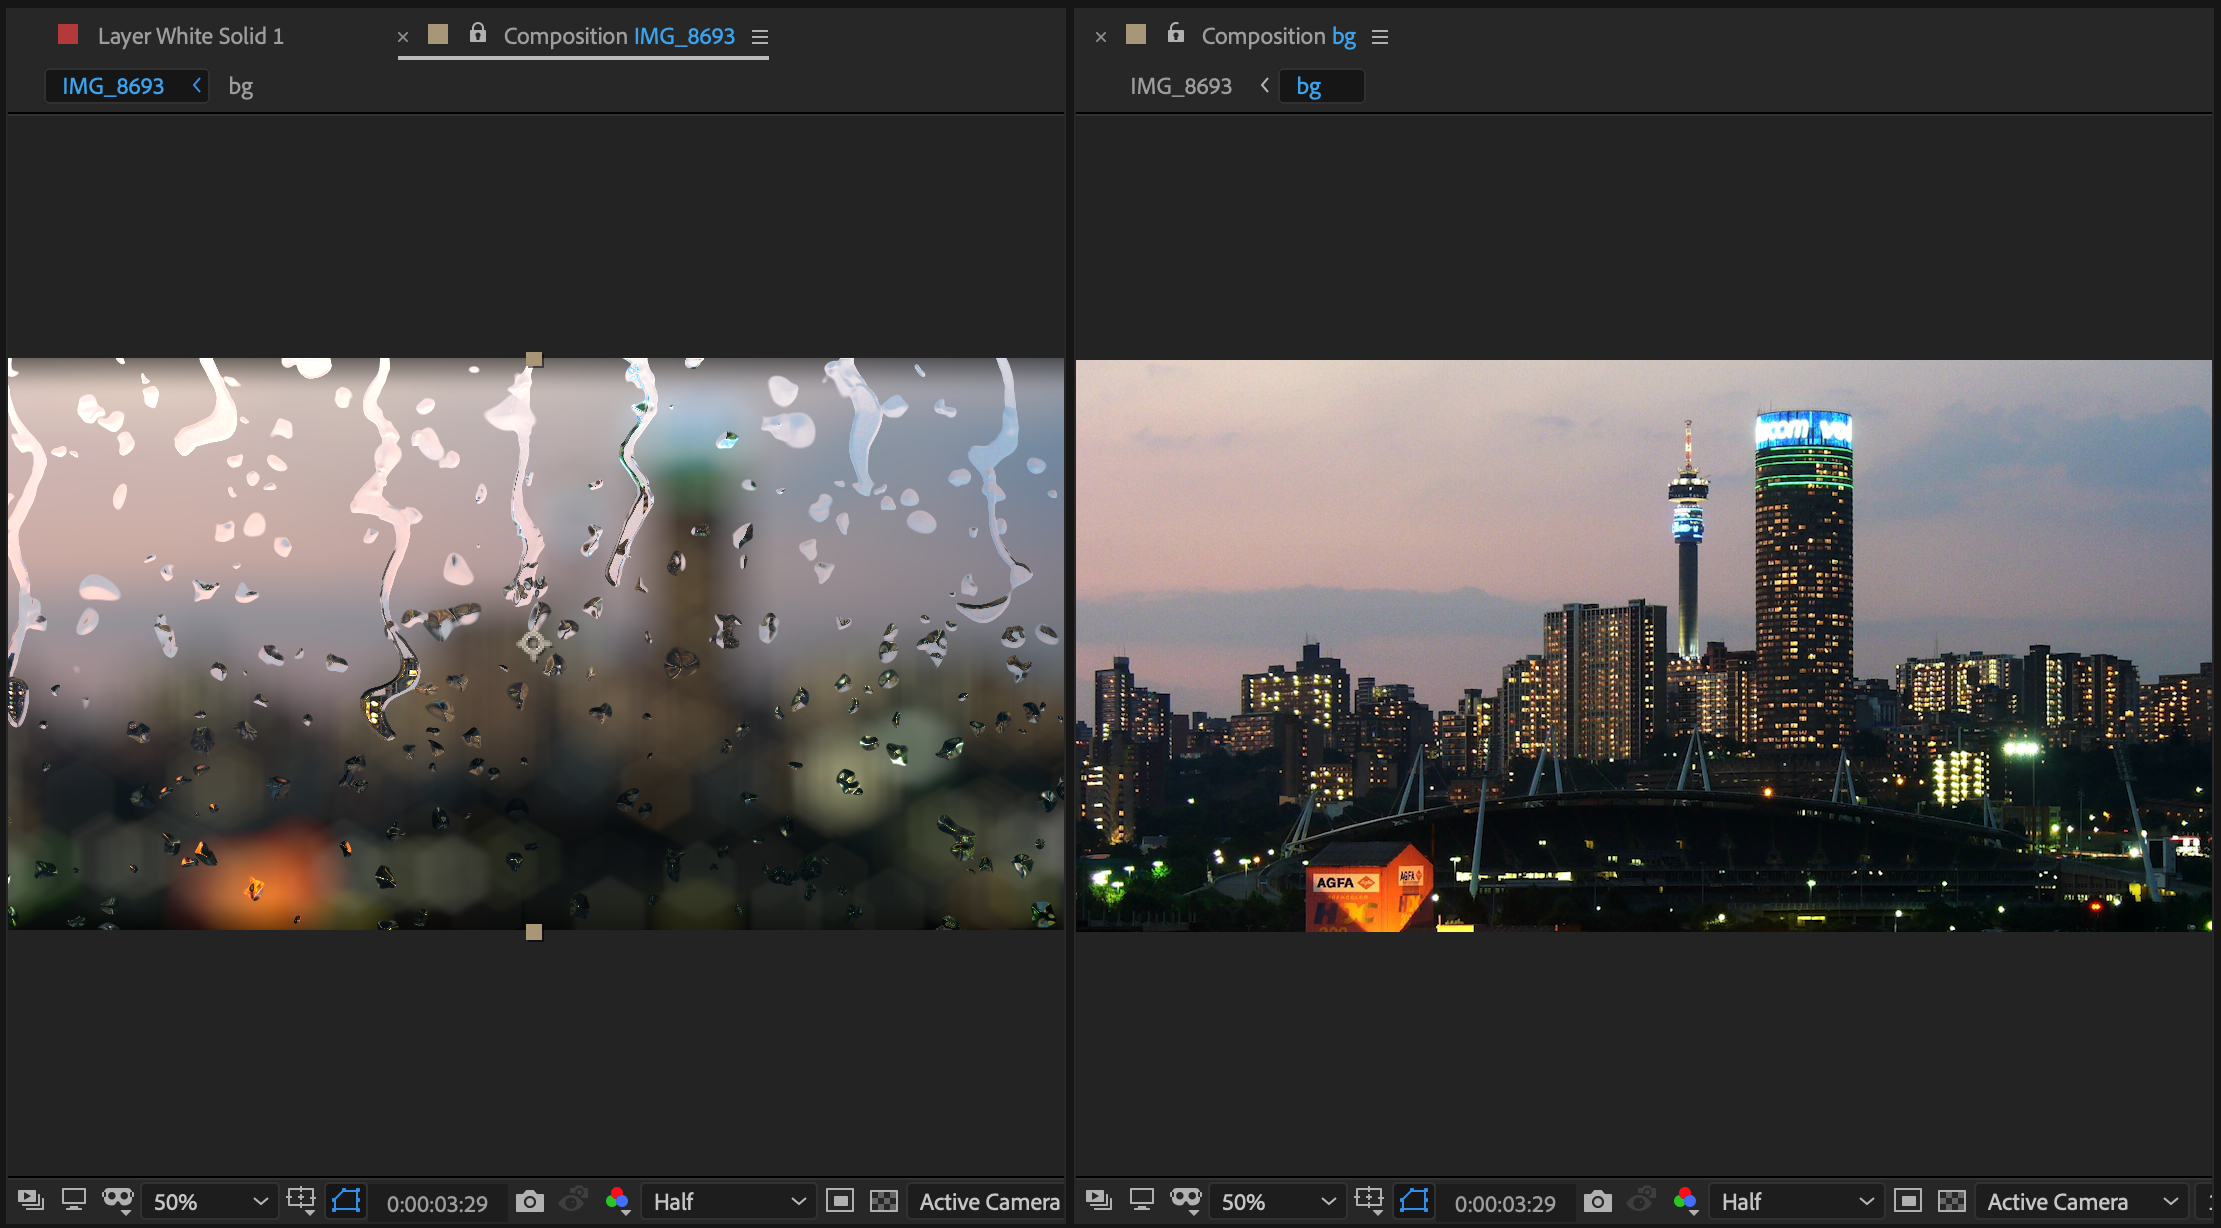 Layer White Solid 1
× Composition IMG_8693
IMG_8693 < bg
× Composition bg
IMG_8693 < bg
AGFA
AGFA
50%
0:00:03:29
Half
Active Camera
50%
0:00:03:29
Half
Active Camera